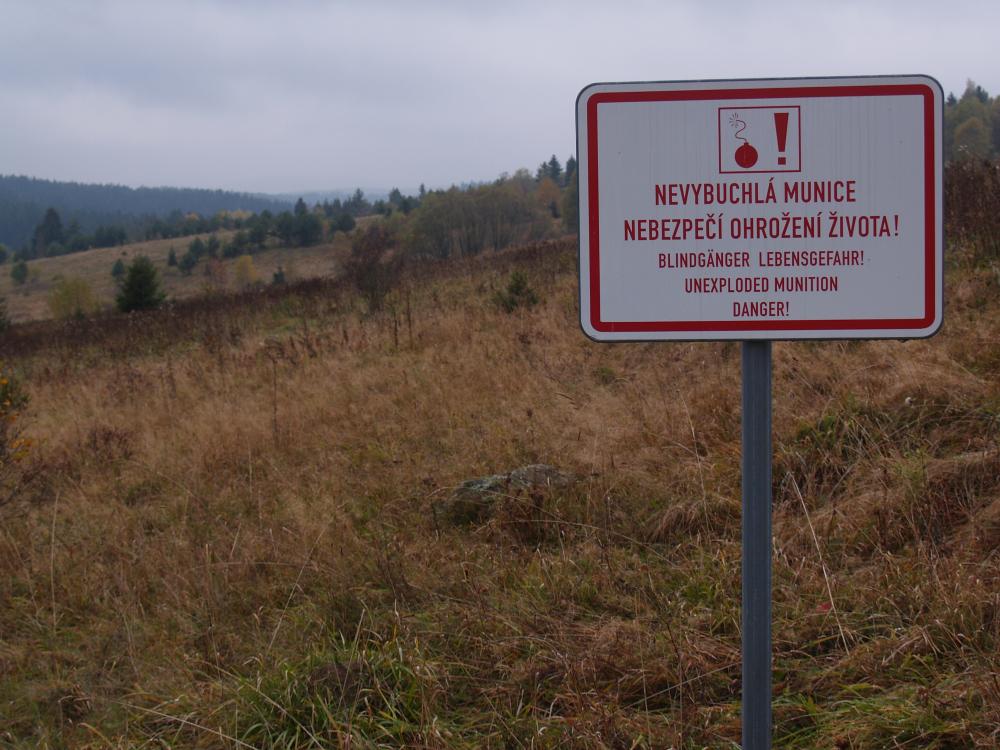 NEVYBUCHLÁ MUNICE
NEBEZPEČÍ OHROŽENÍ ŽIVOTA!
BLINDGÄNGER LEBENSGEFAHR!
UNEXPLODED MUNITION
DANGER!